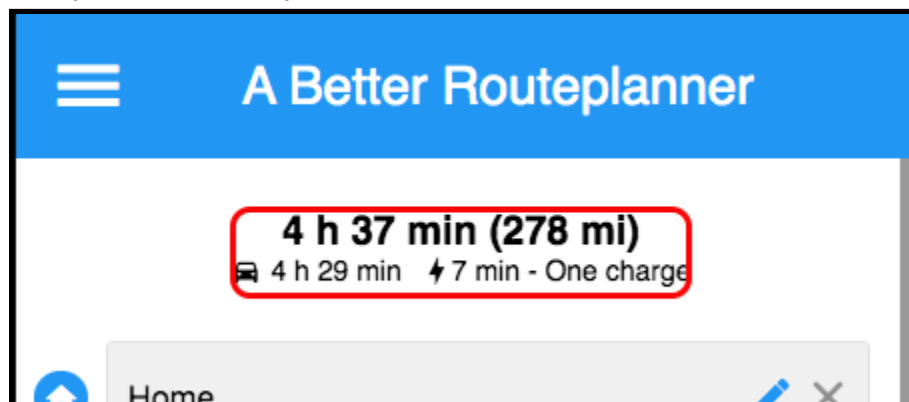 A Better Routeplanner
4 h 37 min (278 mi)
4 h 29 min 7 min - One charge
Home